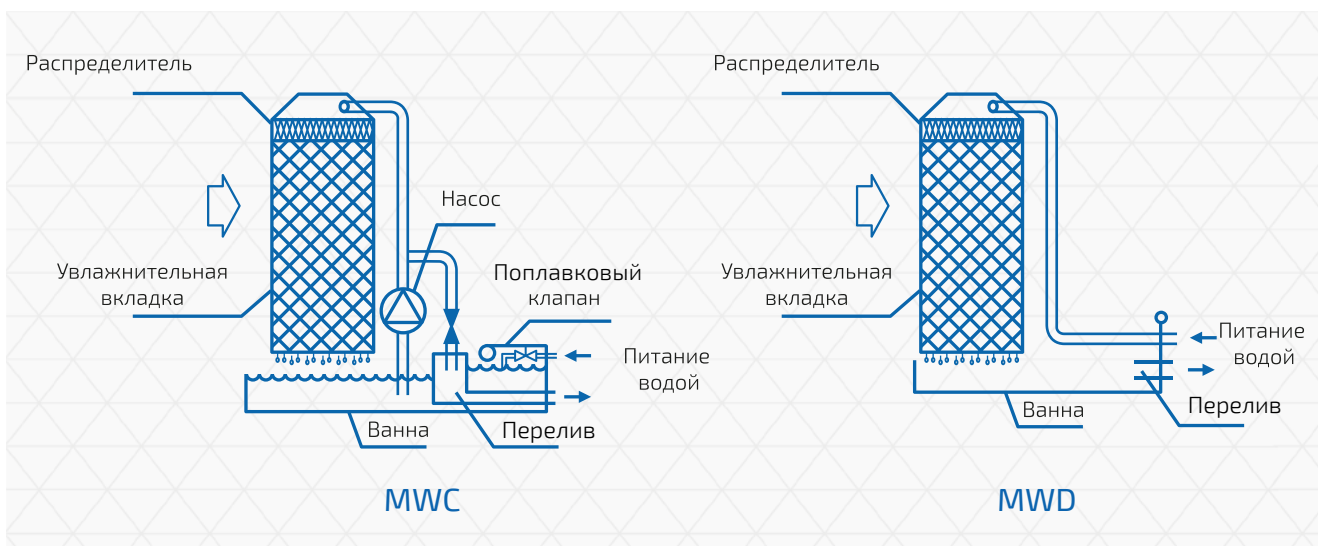 Распределитель
Насос
Увлажнительная
вкладка
Поплавковый
клапан
Питание
водой
Ванна
Перелив
MWC
Распределитель
Увлажнительная
вкладка
Питание
водой
Ванна
Перелив
MWD